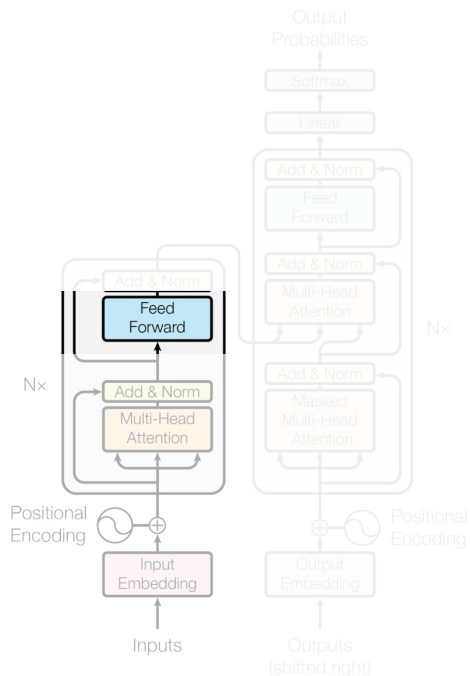 Output
Probabilities
Softmax
Linear
Add & Norm
Feed
Forward
Add & Norm
Multi-Head
Attention
Nx
Add & Norm
Masked
Multi-Head
Attention
Positional
Encoding
Output
Embedding
Outputs
(shifted right)
Add & Norm
Feed
Forward
Nx
Add & Norm
Multi-Head
Attention
Positional
Encoding
Input
Embedding
Inputs